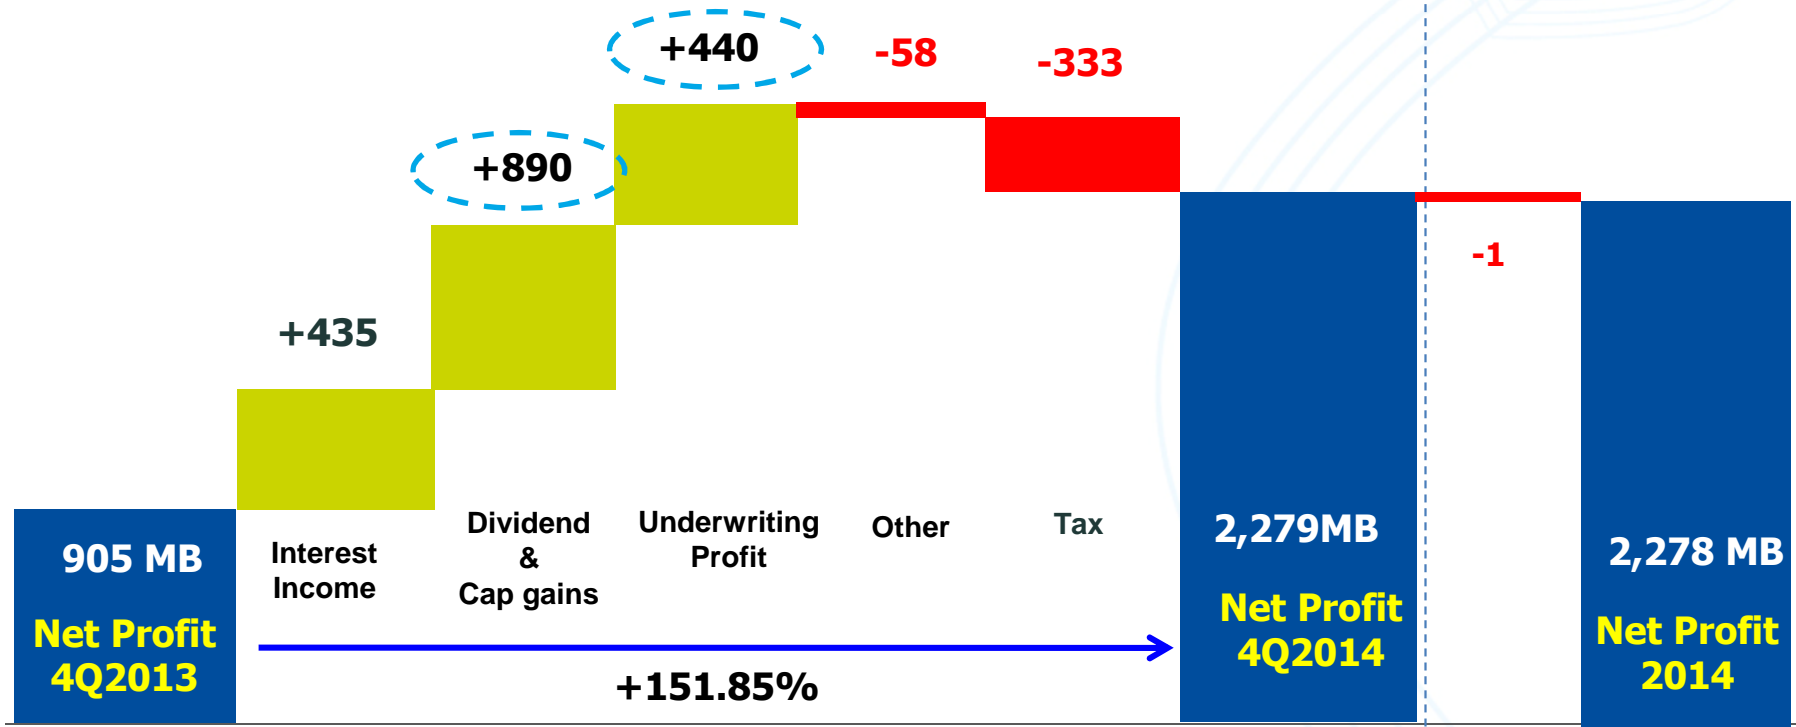 +440
-58
-333
+890
-1
+435
905 MB
Net Profit
4Q2013
Interest
Income
Dividend
&
Cap gains
Underwriting
Profit
Other
Tax
2,279MB
Net Profit
4Q2014
2,278 MB
Net Profit
2014
+151.85%